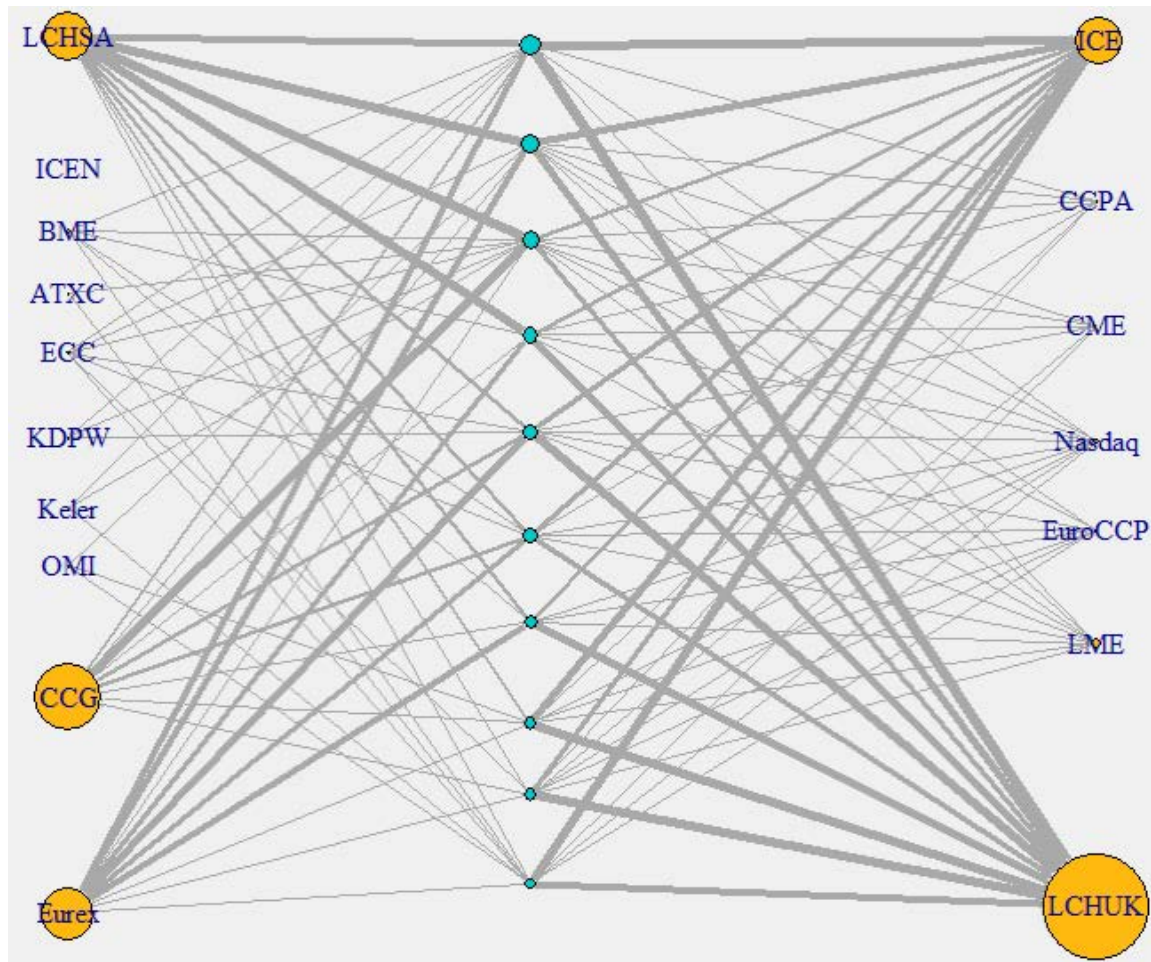 LCHSA
ICE
ICEN
CCPA
BME
ATXC
CME
ECC
KDPW
Nasdaq
Keler
EuroCCP
OMI
LME
CCG
Eurex
LCHUK